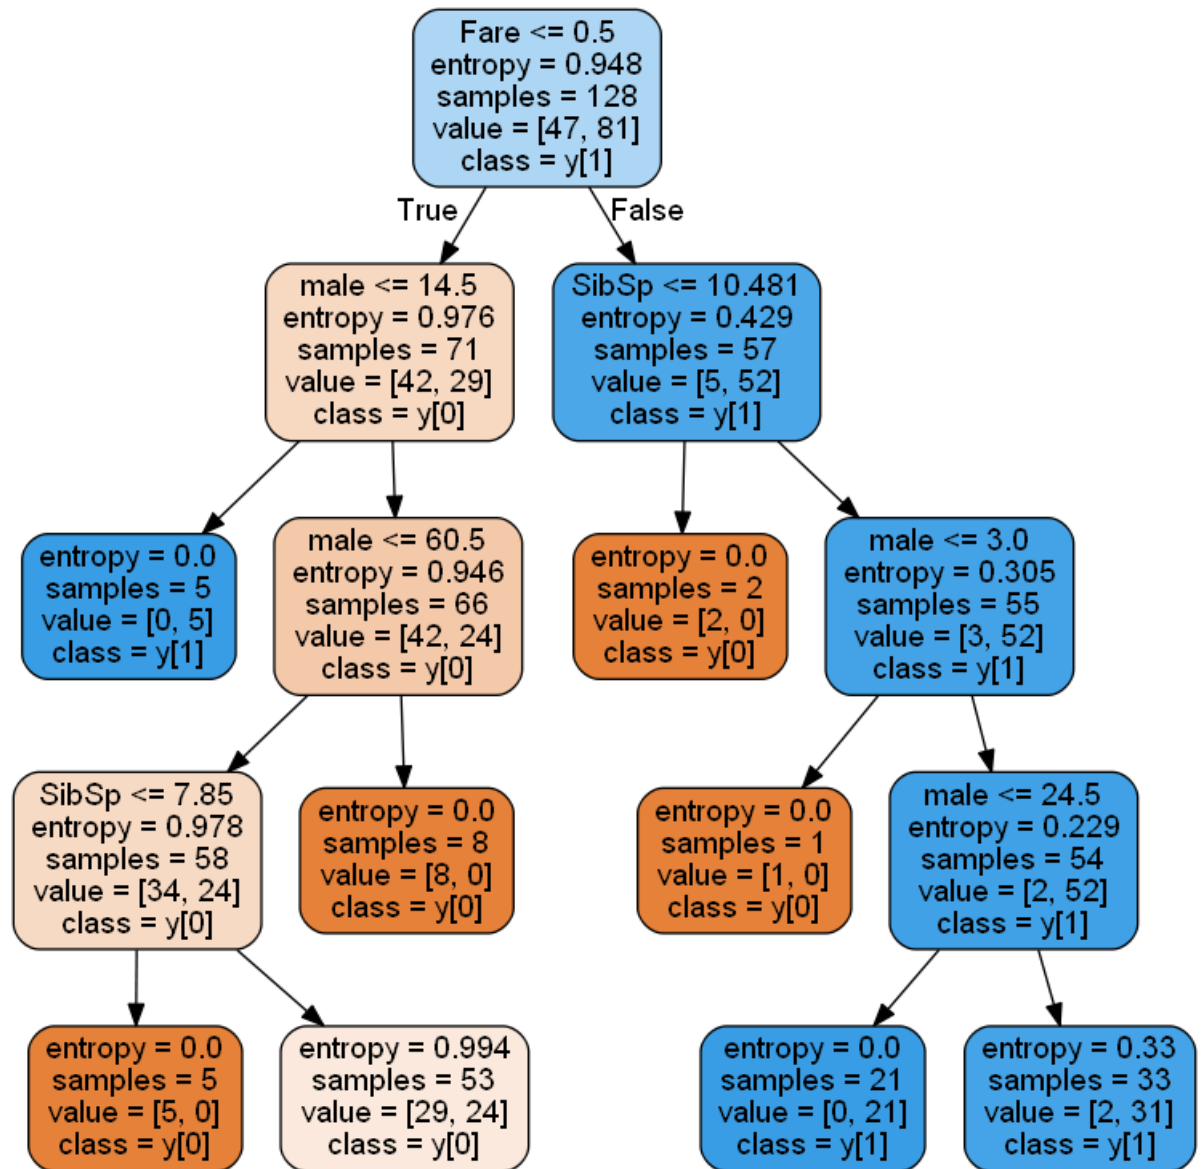 Fare <= 0.5
entropy = 0.948
samples = 128
value = [47, 81]
class = y[1]
True
False
male <= 14.5
entropy = 0.976
samples = 71
value = [42, 29]
class = y[0]
SibSp <= 10.481
entropy = 0.429
samples = 57
value = [5, 52]
class = y[1]
entropy = 0.0
samples = 5
value = [0, 5]
class = y[1]
male <= 60.5
entropy = 0.946
samples = 66
value = [42, 24]
class = y[0]
entropy = 0.0
samples = 2
value = [2, 0]
class = y[0]
male <= 3.0
entropy = 0.305
samples = 55
value = [3, 52]
class = y[1]
SibSp <= 7.85
entropy = 0.978
samples = 58
value = [34, 24]
class = y[0]
entropy = 0.0
samples = 8
value = [8, 0]
class = y[0]
entropy = 0.0
samples = 1
value = [1, 0]
class = y[0]
male <= 24.5
entropy = 0.229
samples = 54
value = [2, 52]
class = y[1]
entropy = 0.0
samples = 5
value = [5, 0]
class = y[0]
entropy = 0.994
samples = 53
value = [29, 24]
class = y[0]
entropy = 0.0
samples = 21
value = [0, 21]
class = y[1]
entropy = 0.33
samples = 33
value = [2, 31]
class = y[1]